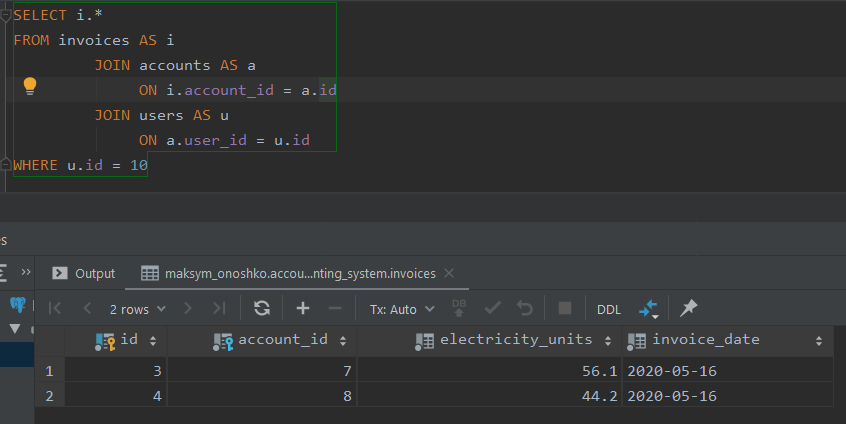 SELECT i.*
FROM invoices AS i
JOIN accounts AS a
ON i.account_id = a.id
JOIN users AS u
ON a.user_id = u.id
WHERE u.id = 10
es
Output
maksym_onoshko.accou...nting_system.invoices
2 rows
Tx: Auto
DB
DDL
id account_id electricity_units invoice_date
1 3 7 56.1 2020-05-16
2 4 8 44.2 2020-05-16